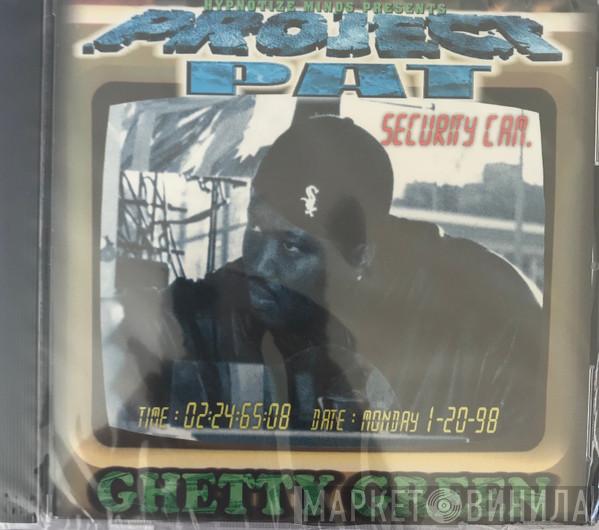 HYPNOTIZE MINDS PRESENTS
PROJECT
PAT
SECURITY CAM.
Sox
TIME : 02:24:65:08 DATE : MONDAY 1-20-98
GHETTY GREEN
МАРКЕТ ВИНИЛА